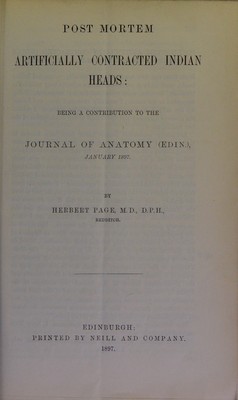 POST MORTEM
ARTIFICIALLY CONTRACTED INDIAN
HEADS:
BEING A CONTRIBUTION TO THE
JOURNAL OF ANATOMY (EDIN.),
JANUARY 1897.
BY
HERBERT PAGE, M.D., D.P.H.,
REDDITCH.
EDINBURGH:
PRINTED BY NEILL AND COMPANY.
1897.